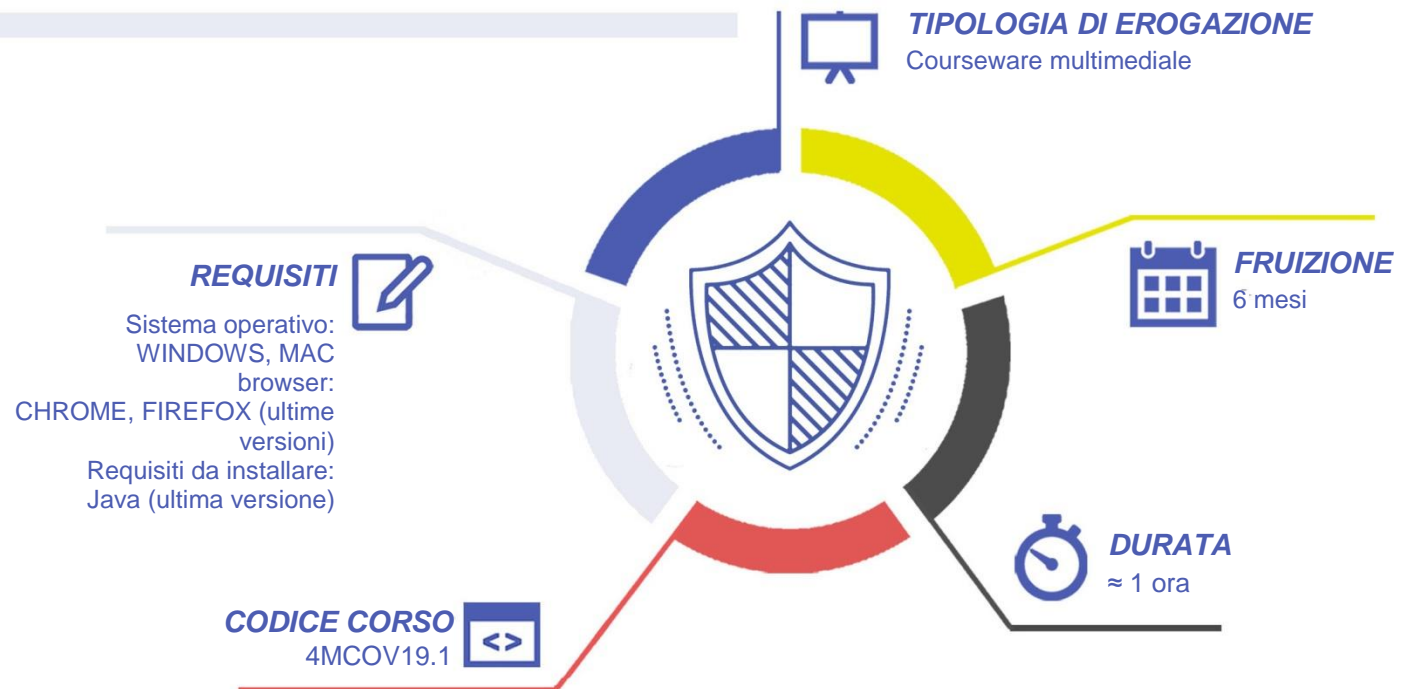 TIPOLOGIA DI EROGAZIONE
Courseware multimediale
REQUISITI
Sistema operativo:
WINDOWS, MAC
browser:
CHROME, FIREFOX (ultime
versioni)
Requisiti da installare:
Java (ultima versione)
FRUIZIONE
6 mesi
DURATA
≈ 1 ora
CODICE CORSO
4MCOV19.1
<>